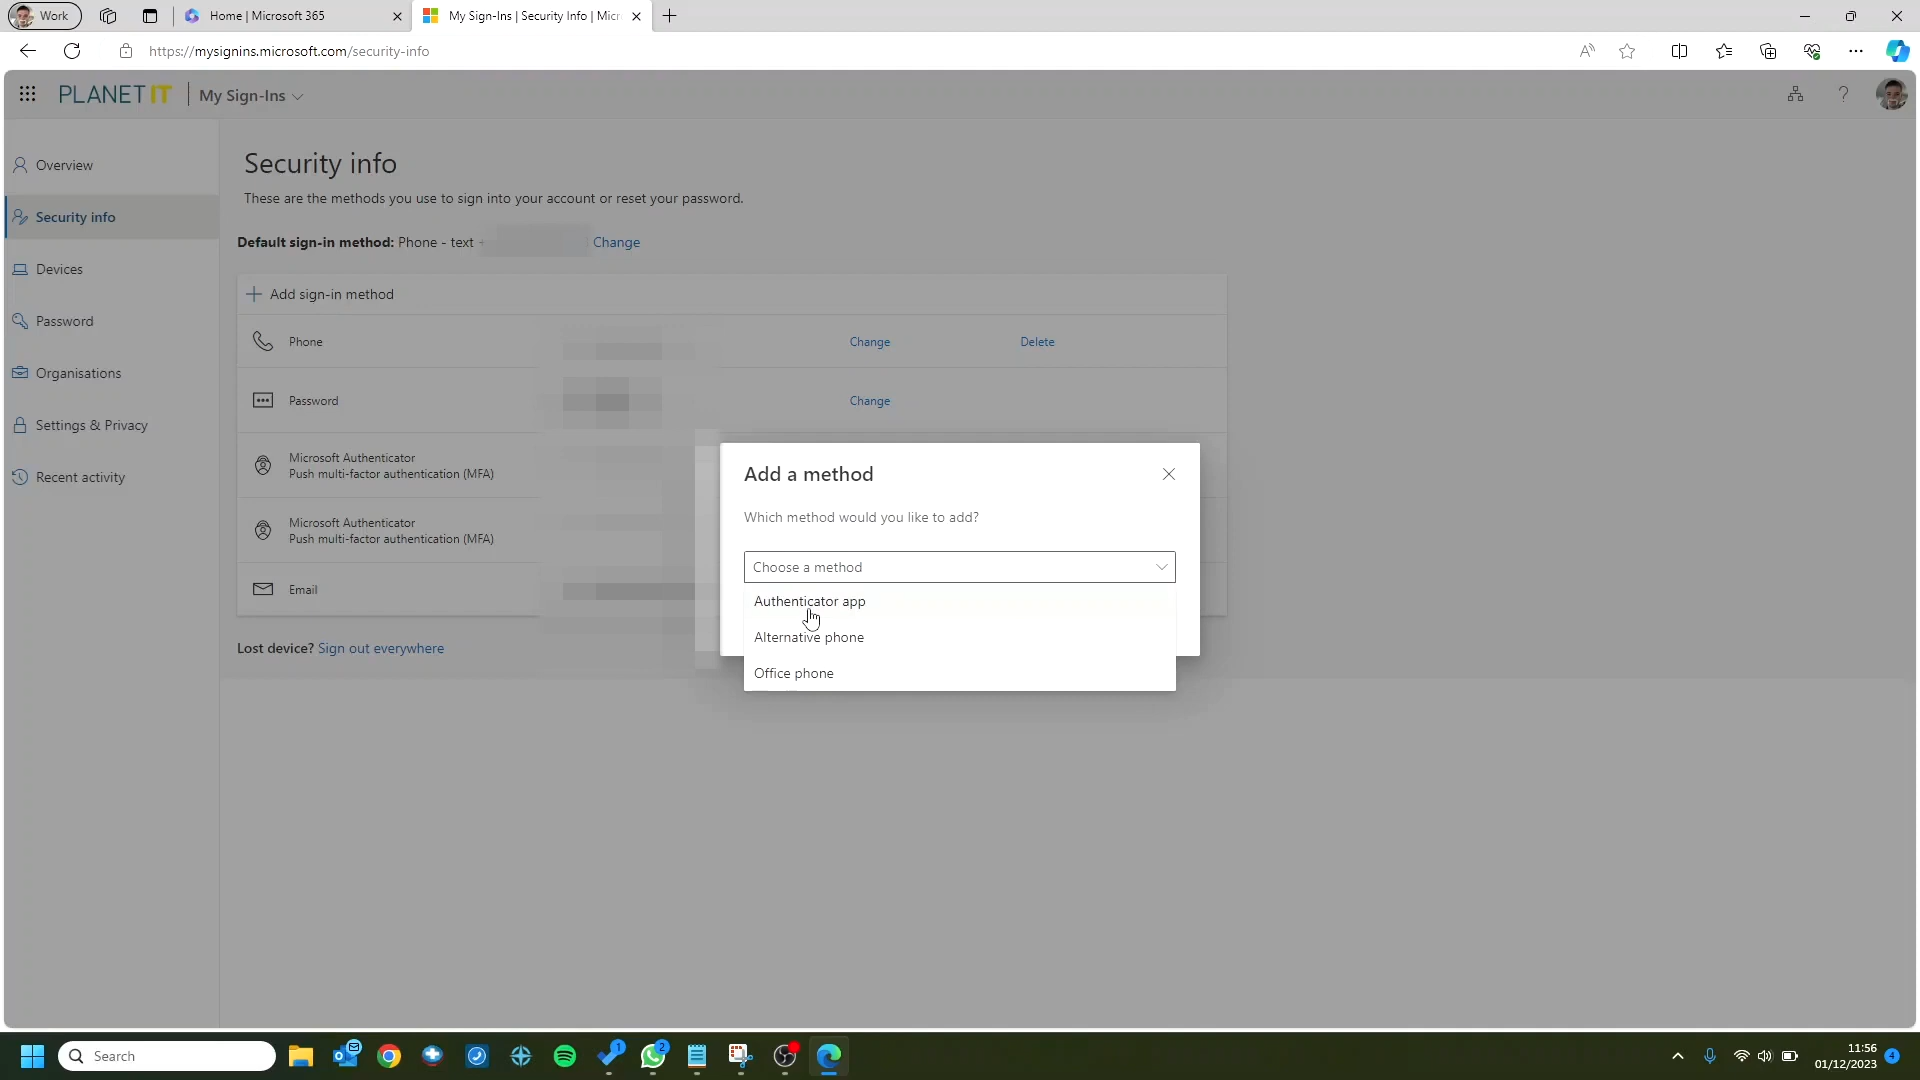 Work
Home | Microsoft 365
My Sign-Ins | Security Info | Micr
https://mysignins.microsoft.com/security-info
PLANET IT
My Sign-Ins
Overview
Security info
Devices
Password
Organisations
Settings & Privacy
Recent activity
Security info
These are the methods you use to sign into your account or reset your password.
Default sign-in method: Phone - text Change
Add sign-in method
Phone Change Delete
Password Change
Microsoft Authenticator
Push multi-factor authentication (MFA)
Microsoft Authenticator
Push multi-factor authentication (MFA)
Email
Lost device? Sign out everywhere
Add a method
Which method would you like to add?
Choose a method
Authenticator app
Alternative phone
Office phone
Search
1
2
11:56
01/12/2023
4